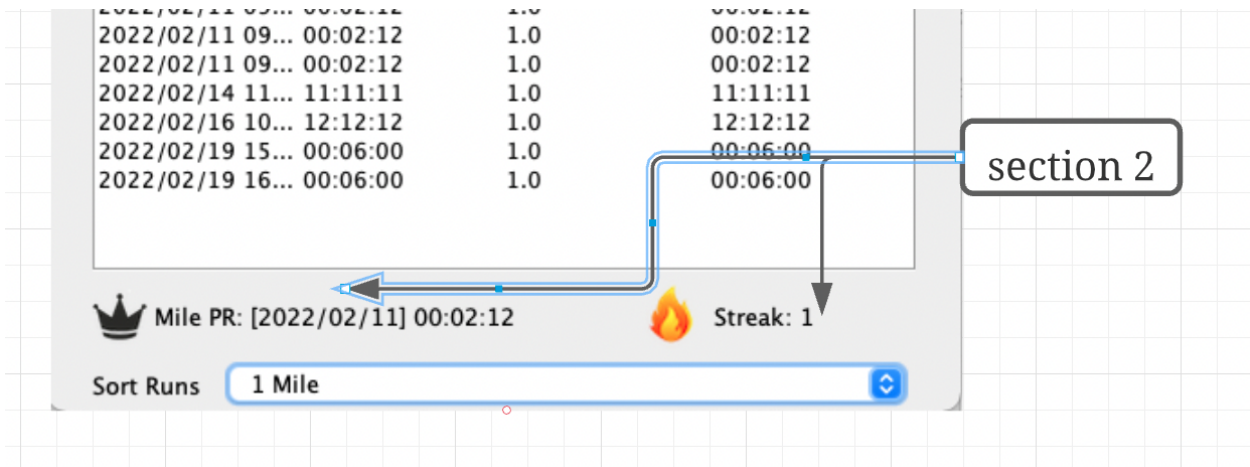 2022/02/11 09... 00:02:12 1.0 00:02:12
2022/02/11 09... 00:02:12 1.0 00:02:12
2022/02/14 11... 11:11:11 1.0 11:11:11
2022/02/16 10... 12:12:12 1.0 12:12:12
2022/02/19 15... 00:06:00 1.0 00:06:00
2022/02/19 16... 00:06:00 1.0 00:06:00
section 2
Mile PR: [2022/02/11] 00:02:12 Streak: 1
Sort Runs 1 Mile